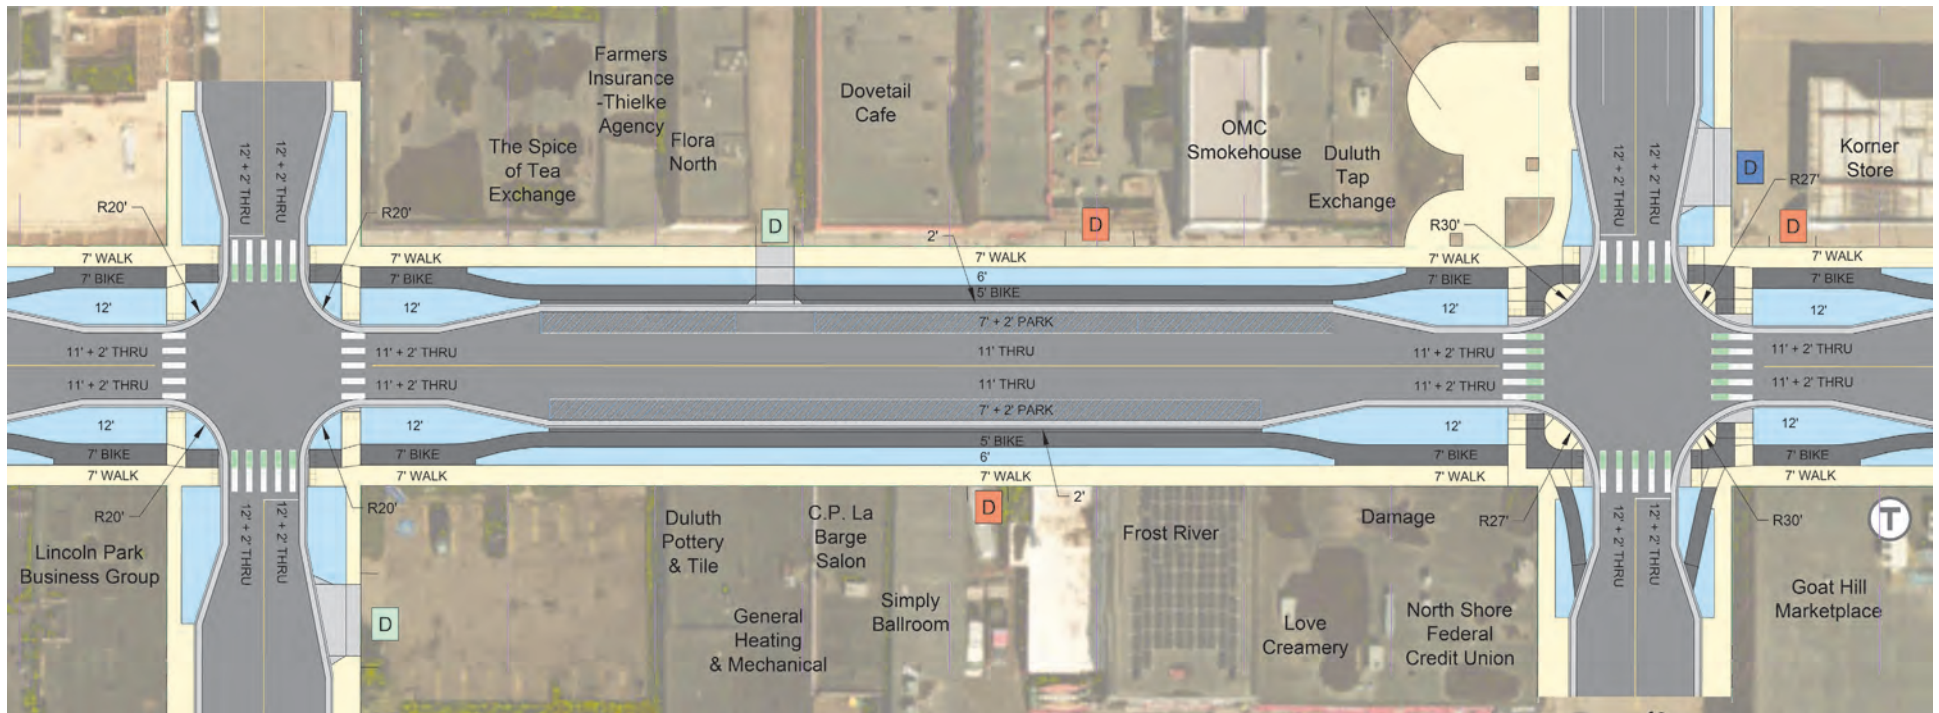 Farmers
Insurance
-Thielke
Agency
The Spice
of Tea
Exchange
Flora
North
Dovetail
Cafe
OMC
Smokehouse
Duluth
Tap
Exchange
Korner
Store
D
D
D
D
12' + 2' THRU
12' + 2' THRU
12' + 2' THRU
12' + 2' THRU
R20'
R20'
2'
R30'
R27'
7' WALK
7' WALK
7' WALK
7' WALK
7' WALK
7' BIKE
7' BIKE
6'
7' BIKE
7' BIKE
5' BIKE
12'
12'
12'
12'
7' + 2' PARK
11' + 2' THRU
11' + 2' THRU
11' THRU
11' + 2' THRU
11' + 2' THRU
11' + 2' THRU
11' + 2' THRU
11' THRU
11' + 2' THRU
11' + 2' THRU
7' + 2' PARK
12'
12'
12'
12'
5' BIKE
7' BIKE
7' BIKE
6'
7' BIKE
7' BIKE
7' WALK
7' WALK
7' WALK
7' WALK
7' WALK
R20'
R20'
2'
R27'
R30'
12' + 2' THRU
12' + 2' THRU
12' + 2' THRU
12' + 2' THRU
Lincoln Park
Business Group
D
Duluth
Pottery
& Tile
General
Heating
& Mechanical
C.P. La
Barge
Salon
Simply
Ballroom
D
Frost River
Damage
Love
Creamery
North Shore
Federal
Credit Union
T
Goat Hill
Marketplace